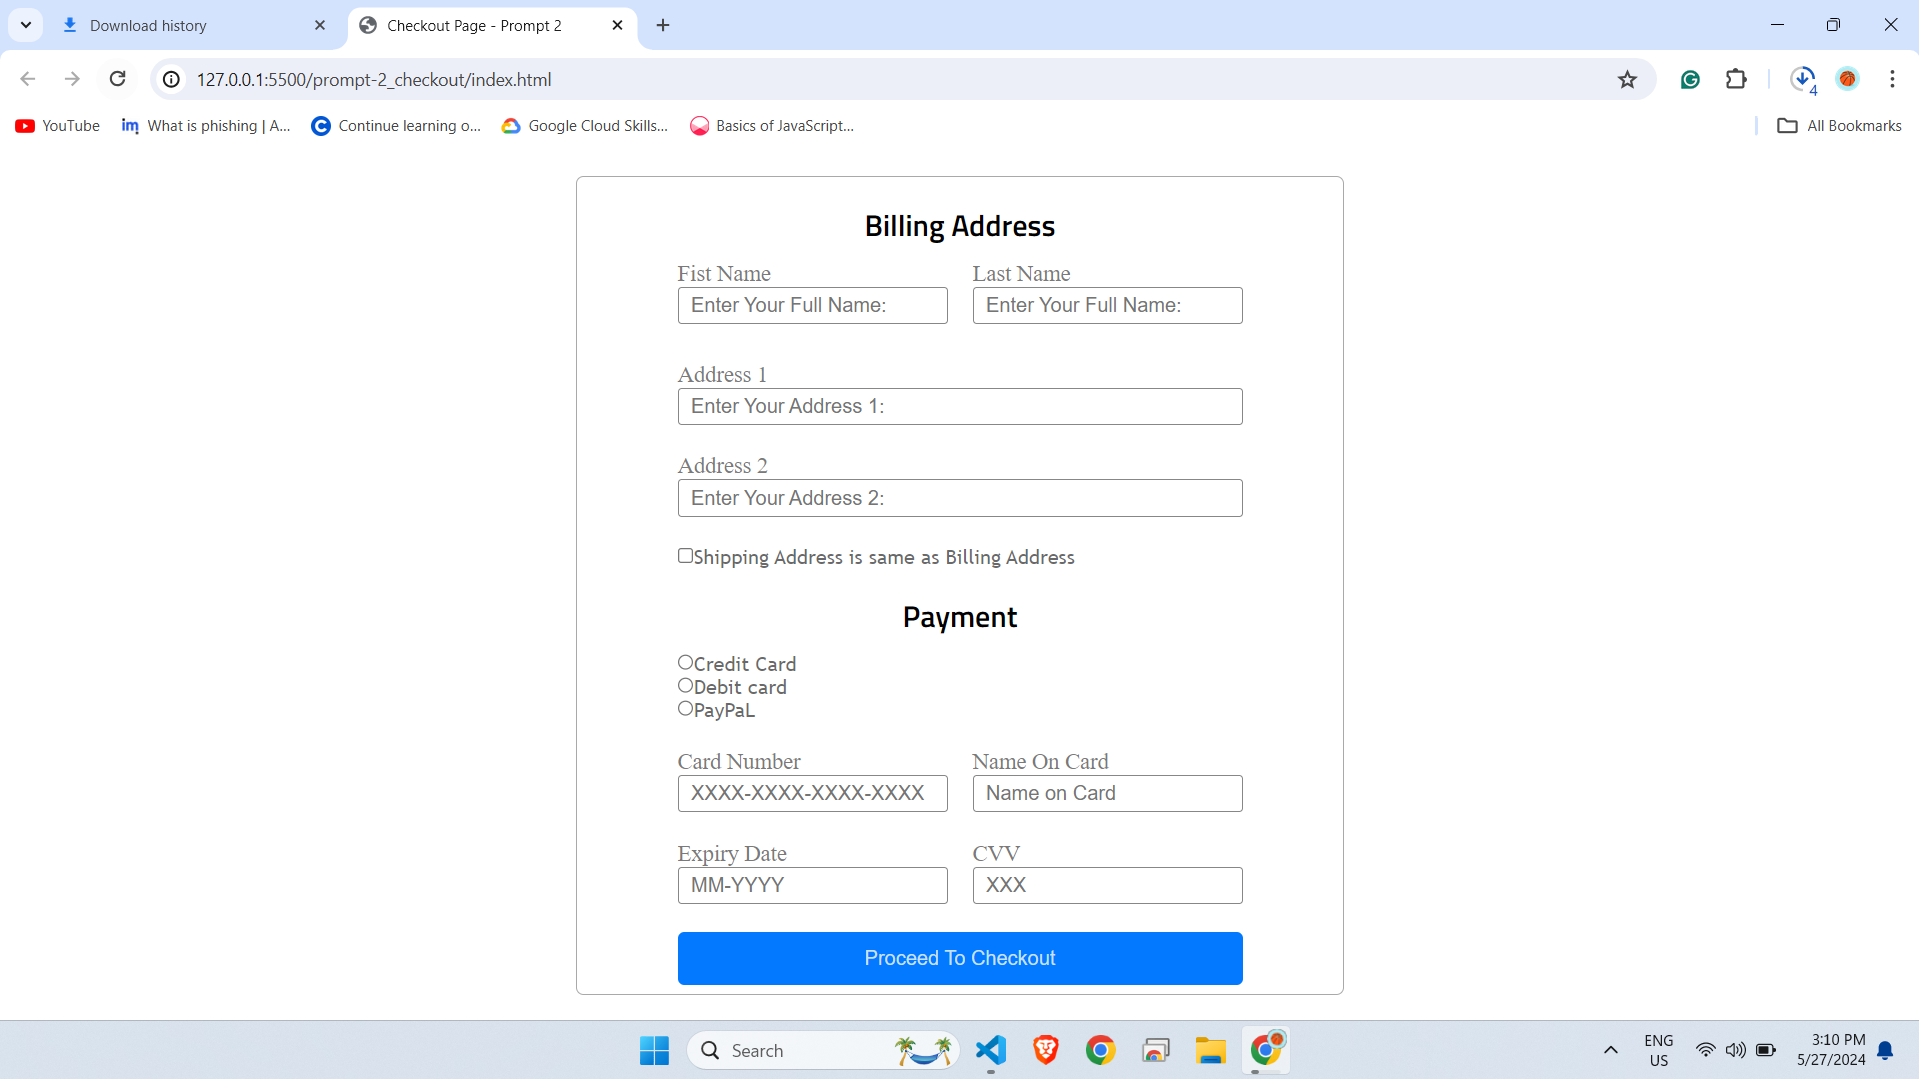 Download history
Checkout Page - Prompt 2
127.0.0.1:5500/prompt-2_checkout/index.html
4
YouTube
im What is phishing | A...
C Continue learning o...
Google Cloud Skills...
Basics of JavaScript...
All Bookmarks
Billing Address
Fist Name Last Name
Enter Your Full Name: Enter Your Full Name:
Address 1
Enter Your Address 1:
Address 2
Enter Your Address 2:
Shipping Address is same as Billing Address
Payment
Credit Card
Debit card
PayPaL
Card Number Name On Card
XXXX-XXXX-XXXX-XXXX Name on Card
Expiry Date CVV
MM-YYYY XXX
Proceed To Checkout
Search
ENG
US
3:10 PM
5/27/2024